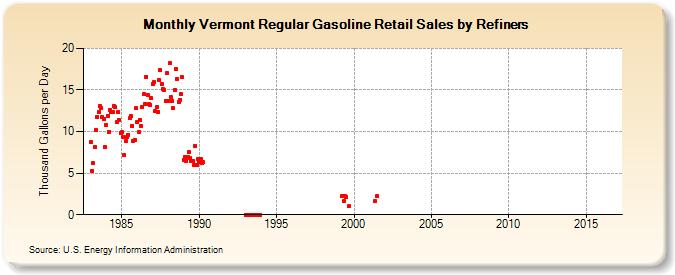 Monthly Vermont Regular Gasoline Retail Sales by Refiners
Thousand Gallons per Day
20
15
10
5
0
1985 1990 1995 2000 2005 2010 2015
Source: U.S. Energy Information Administration